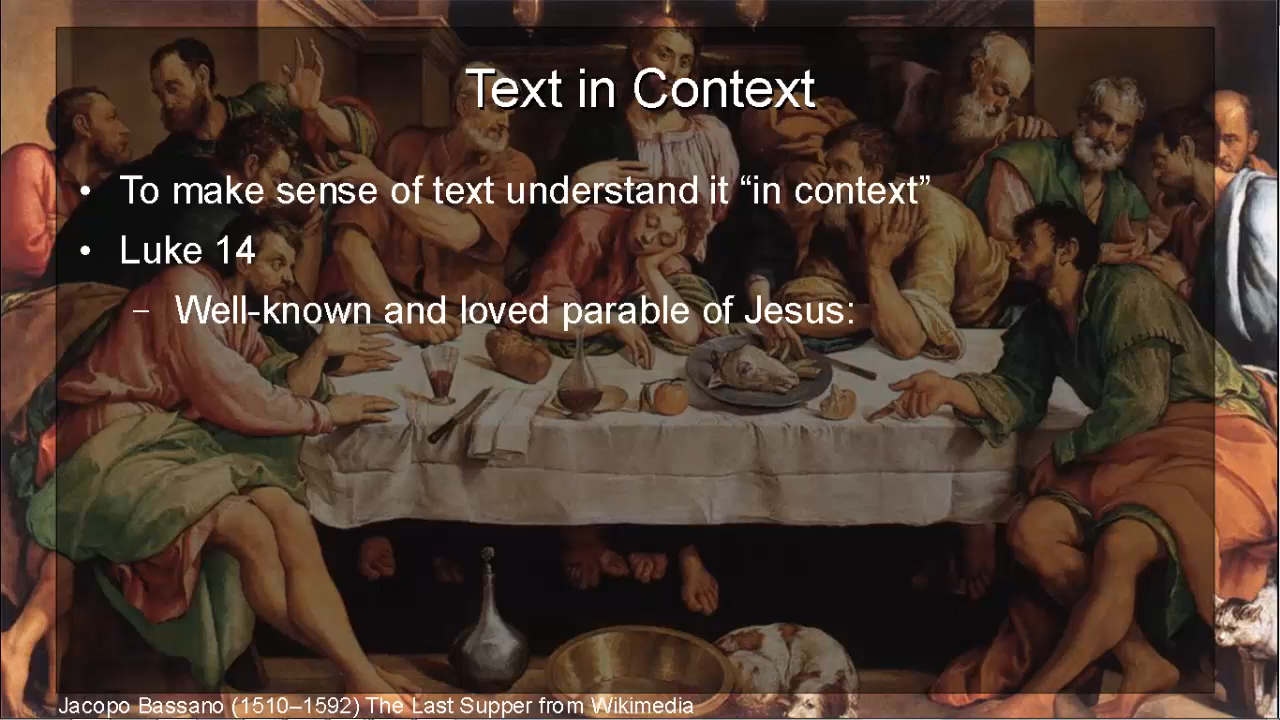 Text in Context
• To make sense of text understand it “in context”
• Luke 14
– Well-known and loved parable of Jesus:
Jacopo Bassano (1510–1592) The Last Supper from Wikimedia